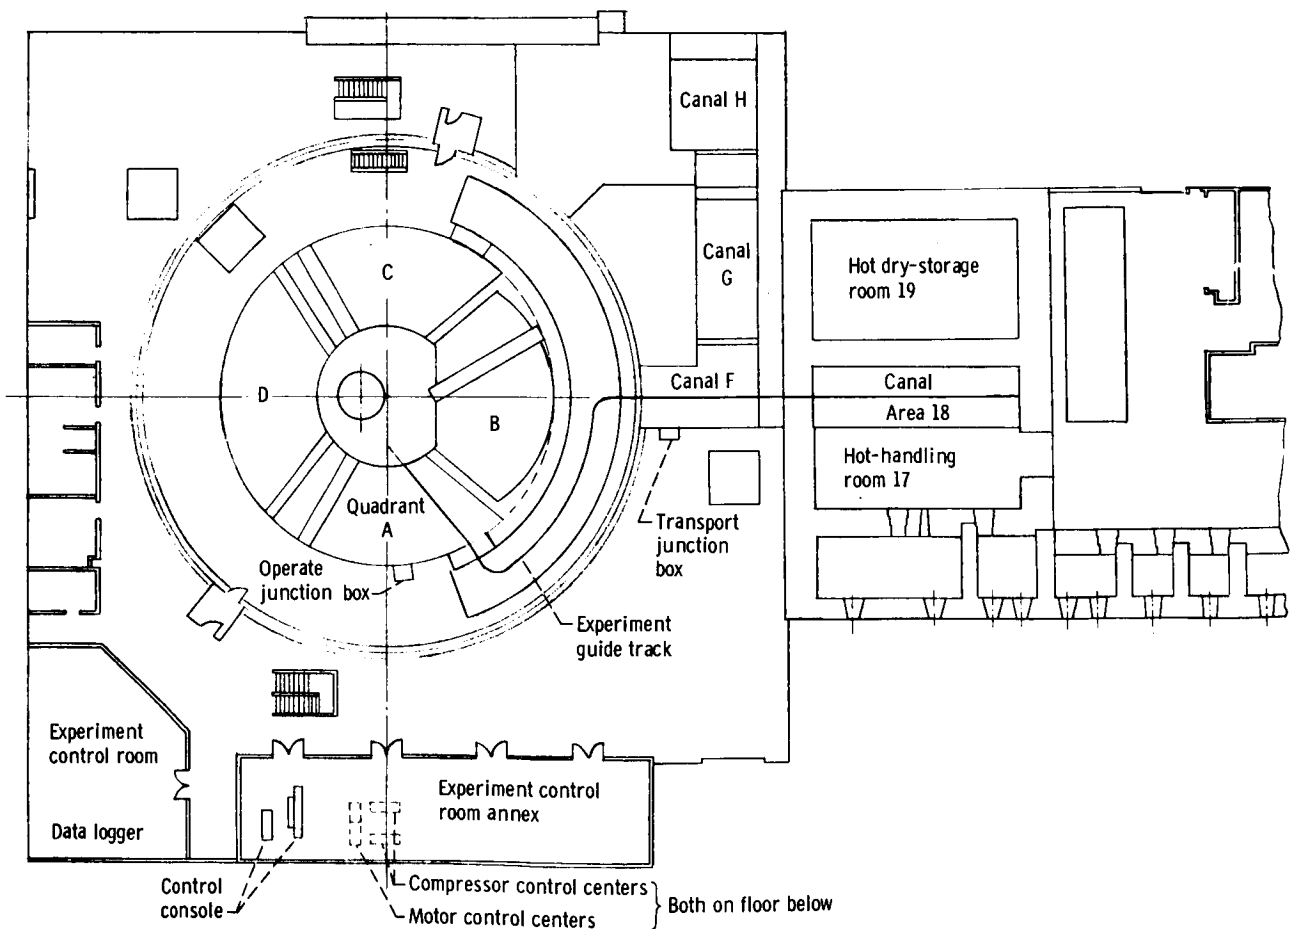 Canal H
Canal
G
Hot dry-storage
room 19
C
Canal F
Canal
D
Area 18
B
Hot-handling
room 17
Quadrant
A
Transport
junction
box
Operate
junction box
Experiment
guide track
Experiment
control room
Experiment control
room annex
Data logger
Control
console
Compressor control centers
Motor control centers
Both on floor below